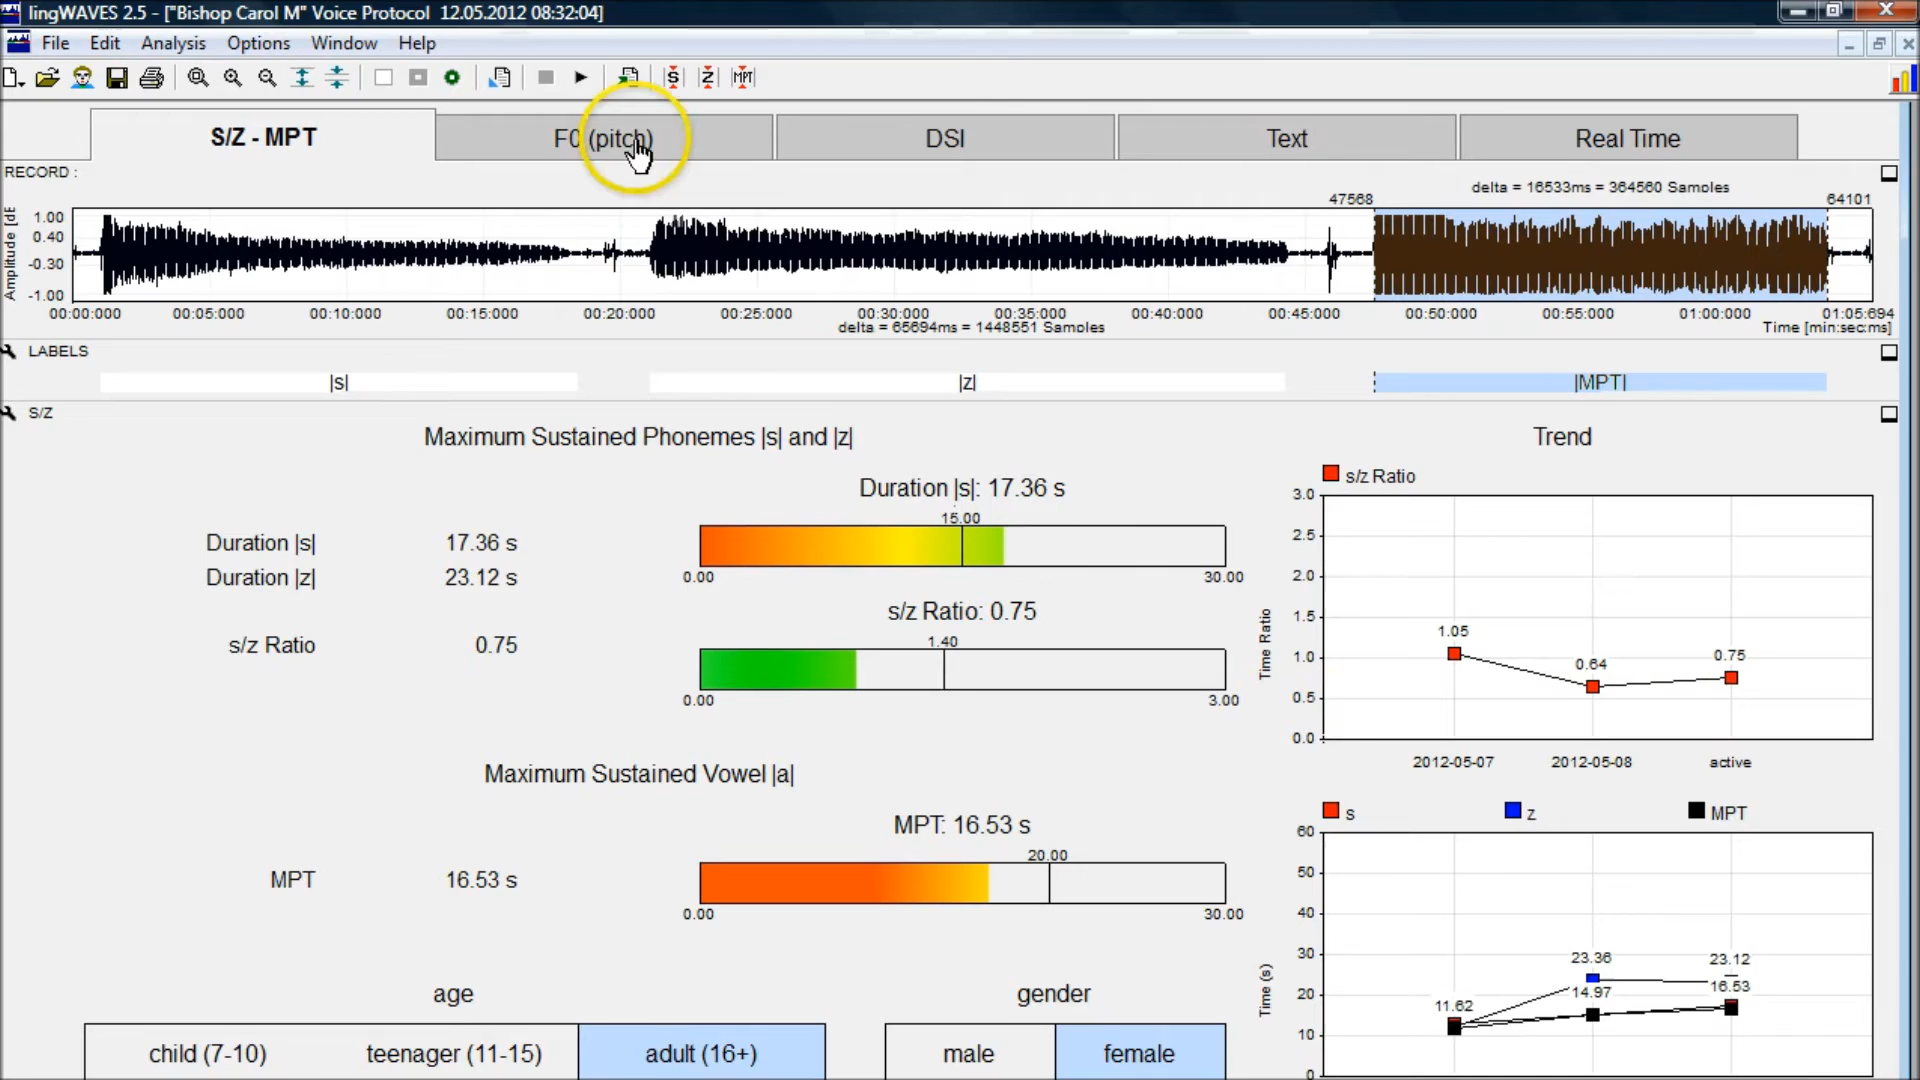 lingWAVES 2.5 - ["Bishop Carol M" Voice Protocol 12.05.2012 08:32:04]
File Edit Analysis Options Window Help
S Z MPT
S/Z - MPT F0 (pitch) DSI Text Real Time
RECORD :
delta = 16533ms = 364560 Samples
47568 64101
Amplitude [dB
1.00
0.40
-0.30
-1.00
00:00:000 00:05:000 00:10:000 00:15:000 00:20:000 00:25:000 00:30:000 00:35:000 00:40:000 00:45:000 00:50:000 00:55:000 01:00:000 01:05:694
delta = 65694ms = 1448551 Samples
Time [min:sec:ms]
LABELS
|s| |z| |MPT|
S/Z
Maximum Sustained Phonemes |s| and |z|
Duration |s|: 17.36 s
15.00
Duration |s| 17.36 s
Duration |z| 23.12 s
0.00 30.00
s/z Ratio: 0.75
1.40
s/z Ratio 0.75
0.00 3.00
Maximum Sustained Vowel |a|
MPT: 16.53 s
20.00
MPT 16.53 s
0.00 30.00
age
child (7-10) teenager (11-15) adult (16+)
gender
male female
Trend
s/z Ratio
Time Ratio
3.0
2.5
2.0
1.5
1.0
0.5
0.0
1.05
0.64
0.75
2012-05-07 2012-05-08 active
s z MPT
Time (s)
60
50
40
30
20
10
0
23.36 23.12
14.97 16.53
11.62